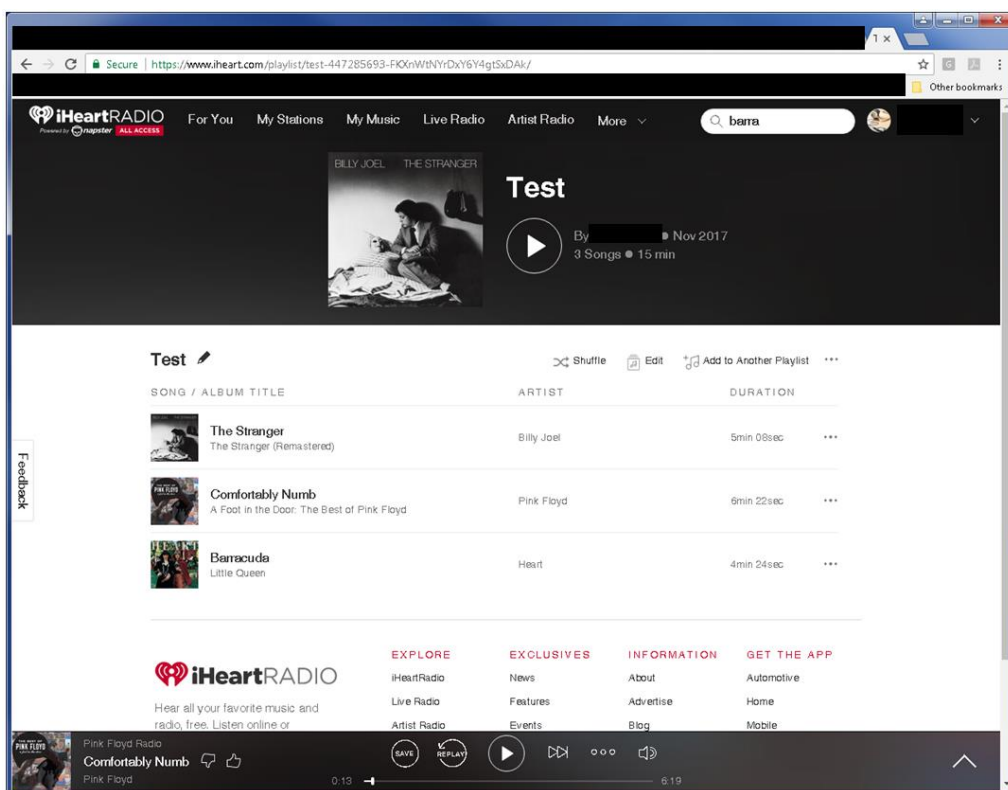 1 ×
Secure | https://www.iheart.com/playlist/test-447285693-FKXnWtNYrDxY6Y4gtSxDAk/
Other bookmarks
iHeartRADIO
Powered by napster ALL ACCESS
For You My Stations My Music Live Radio Artist Radio More
barra
BILLY JOEL THE STRANGER
Test
By ● Nov 2017
3 Songs ● 15 min
Test
Shuffle Edit Add to Another Playlist ...
SONG / ALBUM TITLE ARTIST DURATION
The Stranger
The Stranger (Remastered)
Billy Joel 5min 08sec ...
Comfortably Numb
A Foot in the Door: The Best of Pink Floyd
Pink Floyd 6min 22sec ...
Barracuda
Little Queen
Heart 4min 24sec ...
Feedback
iHeartRADIO
Hear all your favorite music and
radio, free. Listen online or
EXPLORE
iHeartRadio
Live Radio
Artist Radio
EXCLUSIVES
News
Features
Events
INFORMATION
About
Advertise
Blog
GET THE APP
Automotive
Home
Mobile
PINK FLOYD
Pink Floyd Radio
Comfortably Numb
Pink Floyd
SAVE REPLAY
0:13 6:19